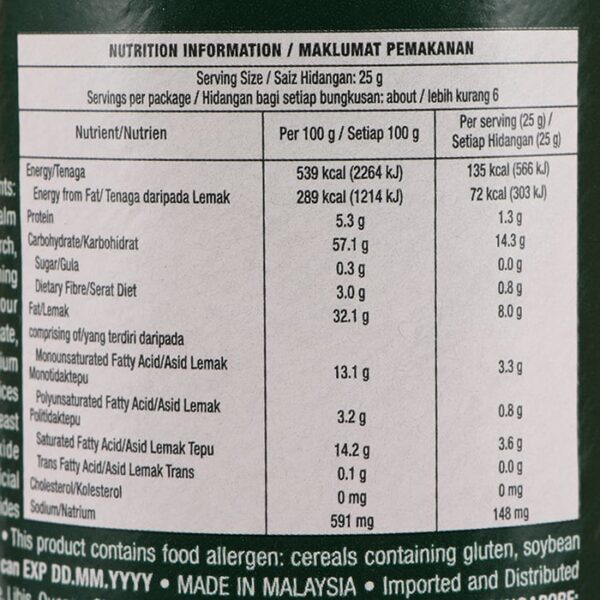 NUTRITION INFORMATION / MAKLUMAT PEMAKANAN
Serving Size / Saiz Hidangan: 25 g
Servings per package / Hidangan bagi setiap bungkusan: about / lebih kurang 6
Nutrient/Nutrien Per 100 g / Setiap 100 g Per serving (25 g) / Setiap Hidangan (25 g)
Energy/Tenaga 539 kcal (2264 kJ) 135 kcal (566 kJ)
Energy from Fat/ Tenaga daripada Lemak 289 kcal (1214 kJ) 72 kcal (303 kJ)
Protein 5.3 g 1.3 g
Carbohydrate/Karbohidrat 57.1 g 14.3 g
Sugar/Gula 0.3 g 0.0 g
Dietary Fibre/Serat Diet 3.0 g 0.8 g
Fat/Lemak 32.1 g 8.0 g
comprising of/yang terdiri daripada
Monounsaturated Fatty Acid/Asid Lemak
Monotidaktepu 13.1 g 3.3 g
Polyunsaturated Fatty Acid/Asid Lemak
Politidaktepu 3.2 g 0.8 g
Saturated Fatty Acid/Asid Lemak Tepu 14.2 g 3.6 g
Trans Fatty Acid/Asid Lemak Trans 0.1 g 0.0 g
Cholesterol/Kolesterol 0 mg 0 mg
Sodium/Natrium 591 mg 148 mg
• This product contains food allergen: cereals containing gluten, soybean
can EXP DD.MM.YYYY • MADE IN MALAYSIA • Imported and Distributed